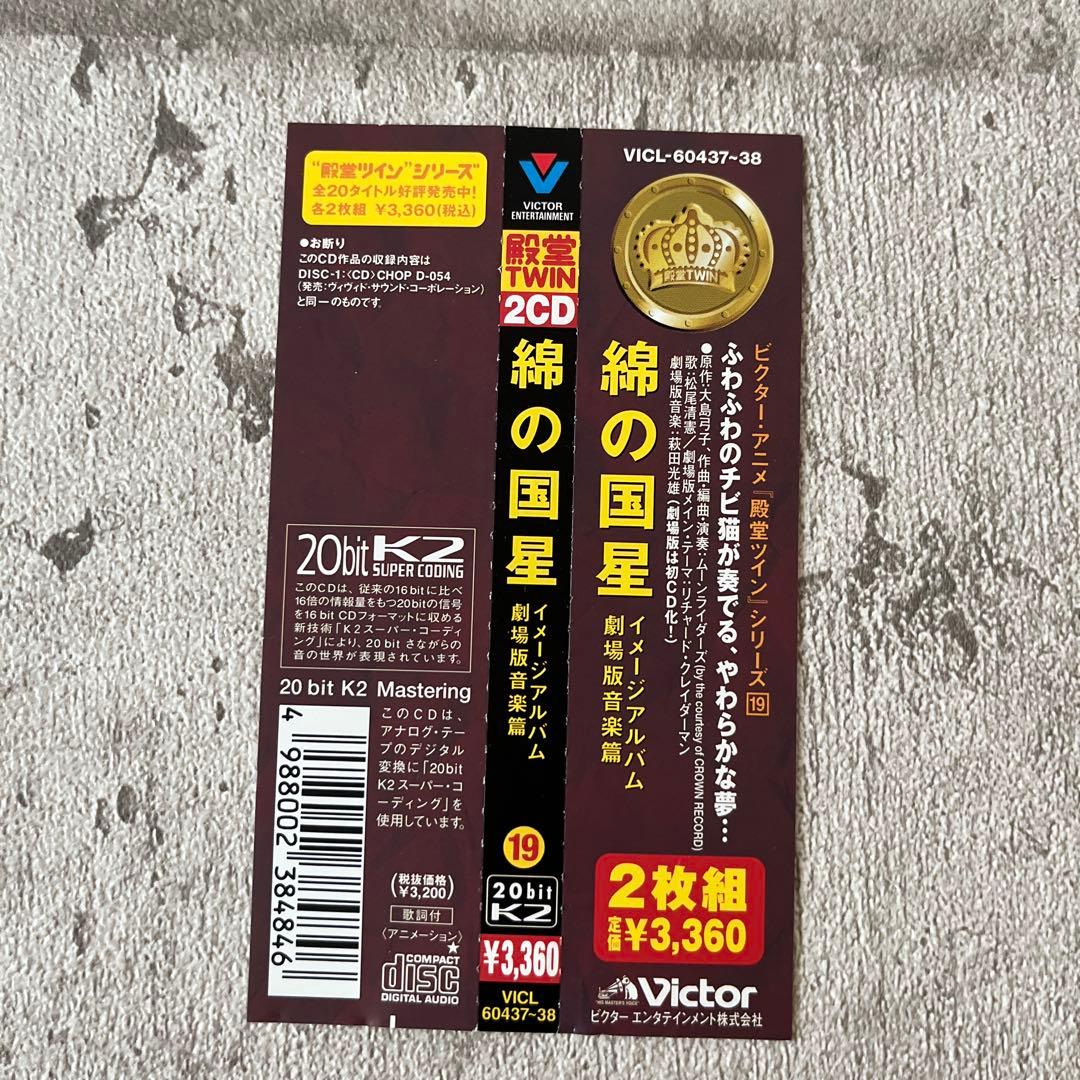 "殿堂ツイン"シリーズ
全20タイトル好評発売中!
各2枚組 ¥3,360(税込)
●お断り
このCD作品の収録内容は
DISC-1:〈CD〉CHOP D-054
(発売:ヴィヴィド・サウンド・コーポレーション)
と同一のものです。
20bit K2
SUPER CODING
このCDは、従来の16bitに比べ
16倍の情報量をもつ20bitの信号
を16bit CDフォーマットに収める
新技術「K2スーパー・コーディ
ング」により、20bitさながらの
音の世界が表現されています。
20 bit K2 Mastering
このCDは、
アナログ・テー
プのデジタル
変換に「20bit
K2スーパー・コ
ーディング」を
使用しています。
4 988002 384846
(税抜価格 ¥3,200)
歌詞付
〈アニメーション〉
★
COMPACT
disc
DIGITAL AUDIO
VICTOR
ENTERTAINMENT
殿堂
TWIN
2CD
綿の国星
イメージアルバム
劇場版音楽篇
19
20bit
K2
¥3,360
VICL
60437~38
VICL-60437~38
殿堂TWIN
ビクター・アニメ『殿堂ツイン』シリーズ19
ふわふわのチビ猫が奏でる、やわらかな夢…
●原作:大島弓子、作曲・編曲・演奏:ムーンライダーズ(by the courtesy of CROWN RECORD)
歌:松尾清憲/劇場版メイン・テーマ:リチャード・クレイダーマン
劇場版音楽:萩田光雄(劇場版は初CD化!)
綿の国星
イメージアルバム
劇場版音楽篇
2枚組
定価¥3,360
"HIS MASTER'S VOICE"
Victor
ビクター エンタテインメント株式会社